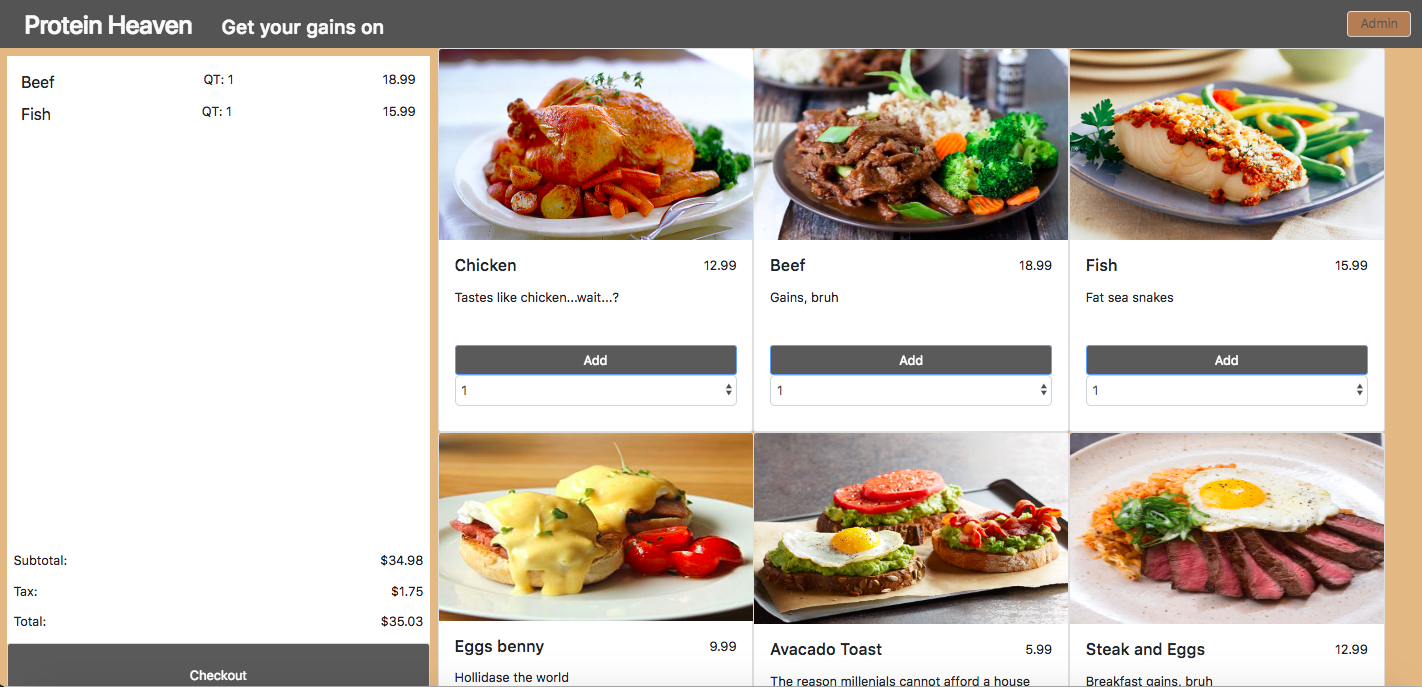 Protein Heaven Get your gains on Admin
Beef QT: 1 18.99
Fish QT: 1 15.99
Subtotal: $34.98
Tax: $1.75
Total: $35.03
Checkout
Chicken 12.99
Tastes like chicken...wait...?
Add
1
Beef 18.99
Gains, bruh
Add
1
Fish 15.99
Fat sea snakes
Add
1
Eggs benny 9.99
Hollidase the world
Avacado Toast 5.99
The reason millenials cannot afford a house
Steak and Eggs 12.99
Breakfast gains, bruh